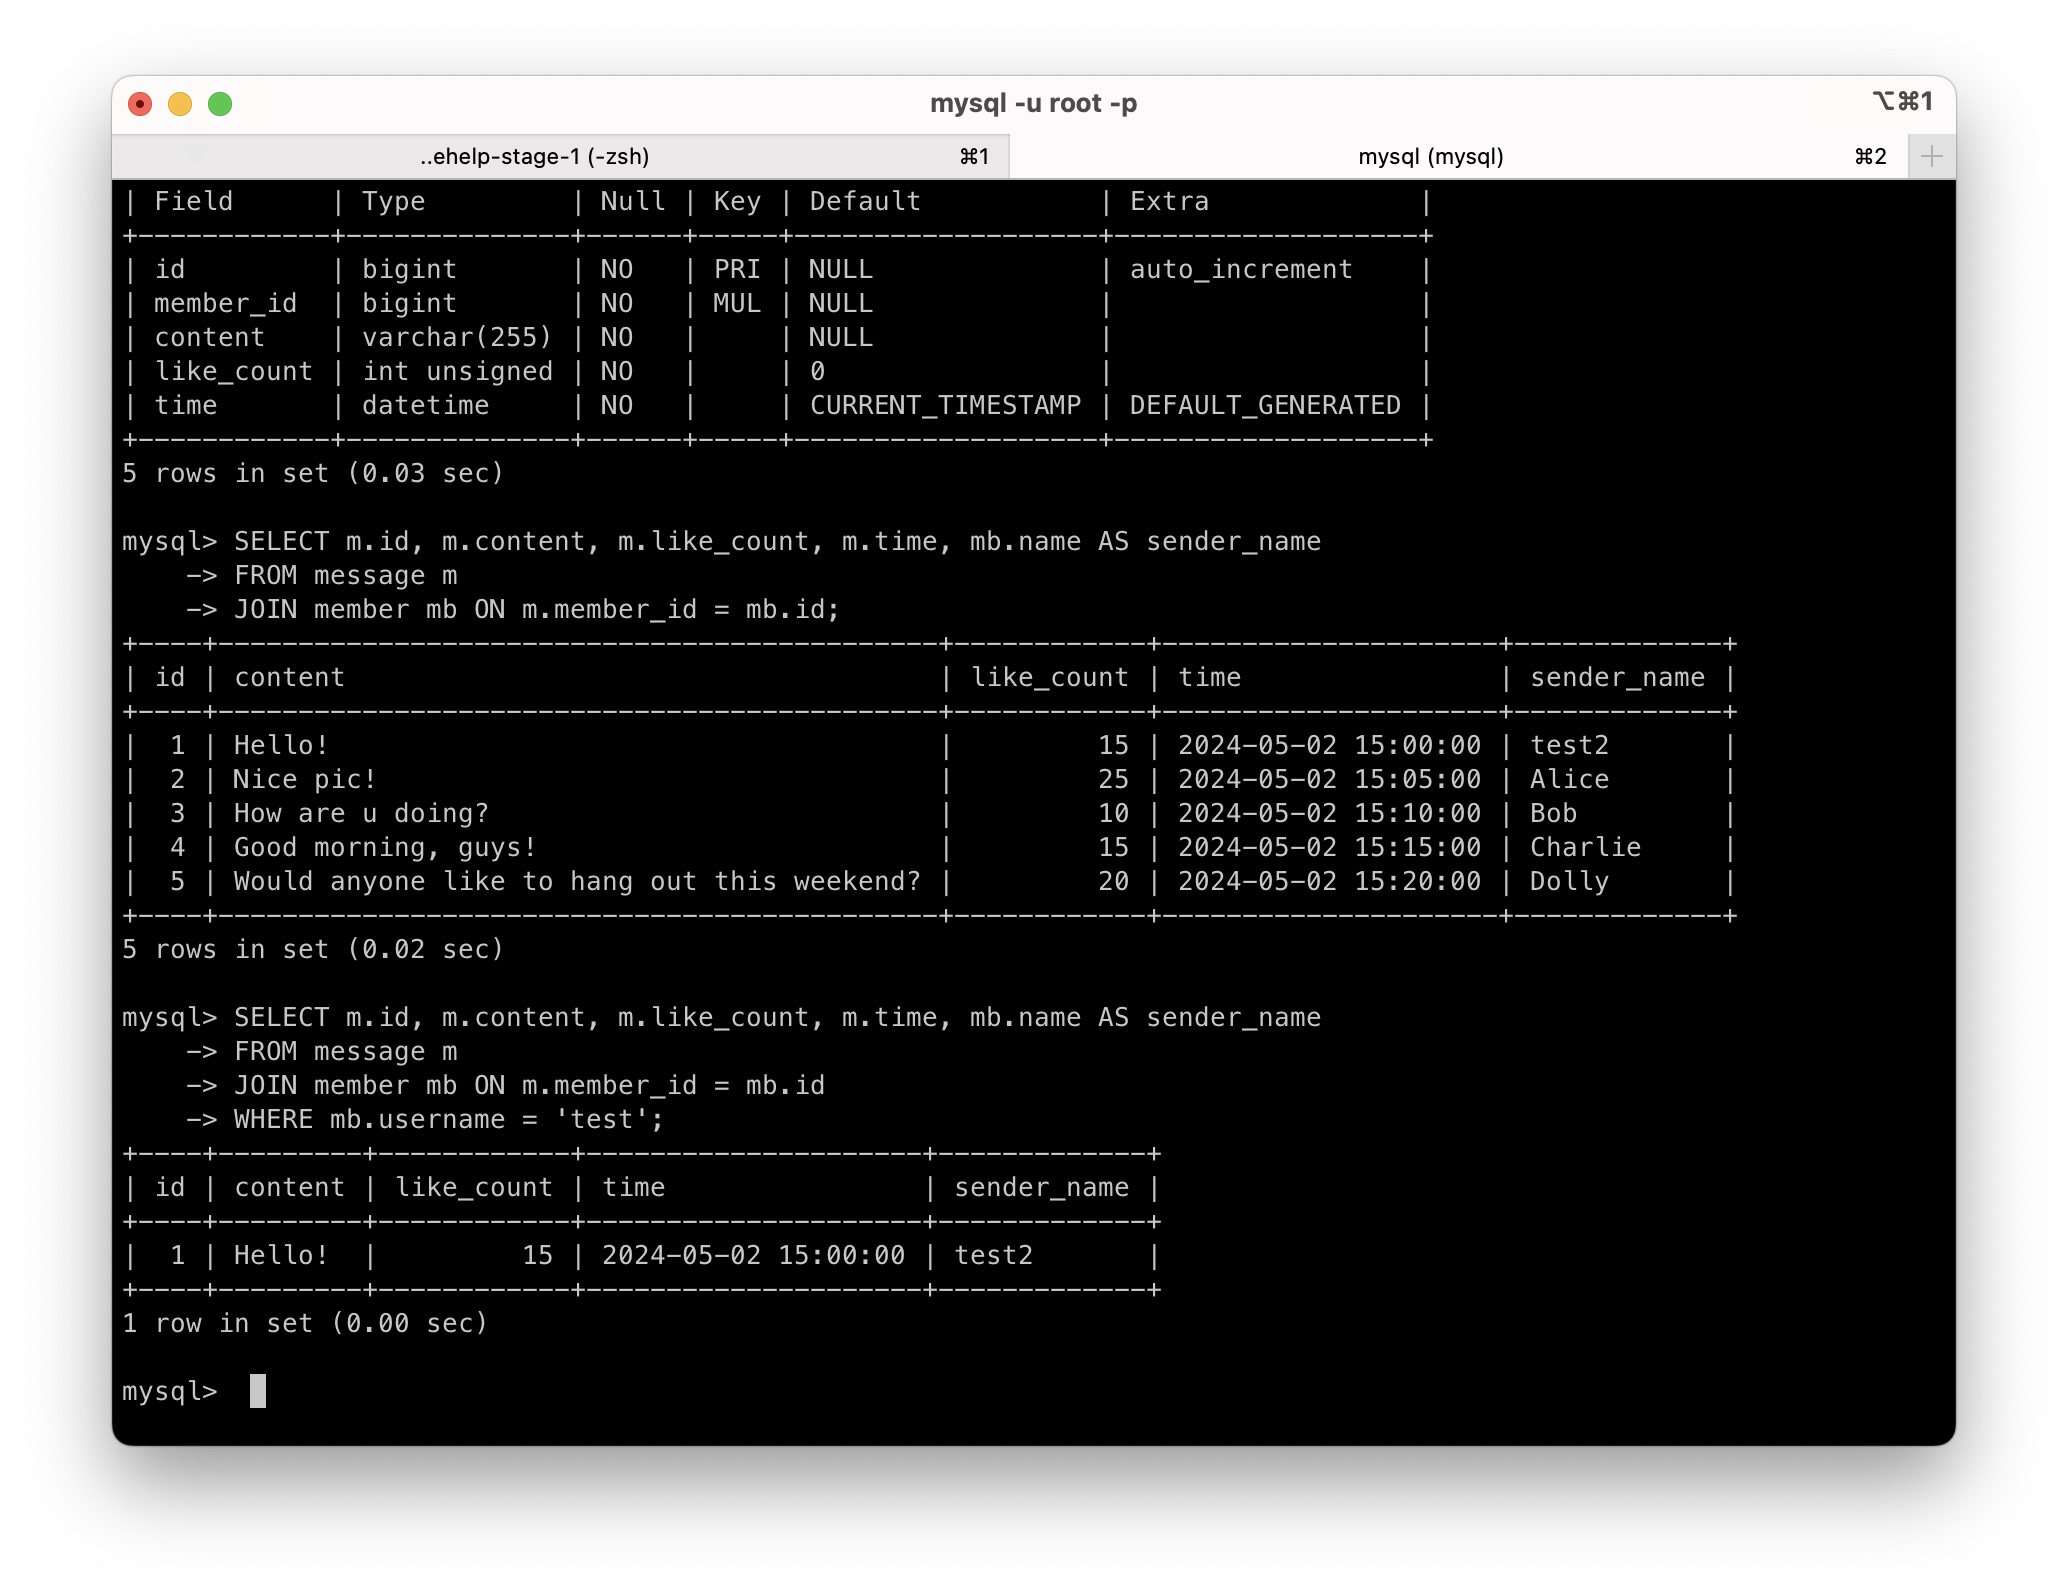 mysql -u root -p ⌥⌘1
..ehelp-stage-1 (-zsh) ⌘1 mysql (mysql) ⌘2 +
| Field      | Type         | Null | Key | Default           | Extra             |
+------------+--------------+------+-----+-------------------+-------------------+
| id         | bigint       | NO   | PRI | NULL              | auto_increment    |
| member_id  | bigint       | NO   | MUL | NULL              |                   |
| content    | varchar(255) | NO   |     | NULL              |                   |
| like_count | int unsigned | NO   |     | 0                 |                   |
| time       | datetime     | NO   |     | CURRENT_TIMESTAMP | DEFAULT_GENERATED |
+------------+--------------+------+-----+-------------------+-------------------+
5 rows in set (0.03 sec)
mysql> SELECT m.id, m.content, m.like_count, m.time, mb.name AS sender_name
    -> FROM message m
    -> JOIN member mb ON m.member_id = mb.id;
+----+---------------------------------------------+------------+---------------------+-------------+
| id | content                                     | like_count | time                | sender_name |
+----+---------------------------------------------+------------+---------------------+-------------+
|  1 | Hello!                                      |         15 | 2024-05-02 15:00:00 | test2       |
|  2 | Nice pic!                                   |         25 | 2024-05-02 15:05:00 | Alice       |
|  3 | How are u doing?                            |         10 | 2024-05-02 15:10:00 | Bob         |
|  4 | Good morning, guys!                         |         15 | 2024-05-02 15:15:00 | Charlie     |
|  5 | Would anyone like to hang out this weekend? |         20 | 2024-05-02 15:20:00 | Dolly       |
+----+---------------------------------------------+------------+---------------------+-------------+
5 rows in set (0.02 sec)
mysql> SELECT m.id, m.content, m.like_count, m.time, mb.name AS sender_name
    -> FROM message m
    -> JOIN member mb ON m.member_id = mb.id
    -> WHERE mb.username = 'test';
+----+---------+------------+---------------------+-------------+
| id | content | like_count | time                | sender_name |
+----+---------+------------+---------------------+-------------+
|  1 | Hello!  |         15 | 2024-05-02 15:00:00 | test2       |
+----+---------+------------+---------------------+-------------+
1 row in set (0.00 sec)
mysql>